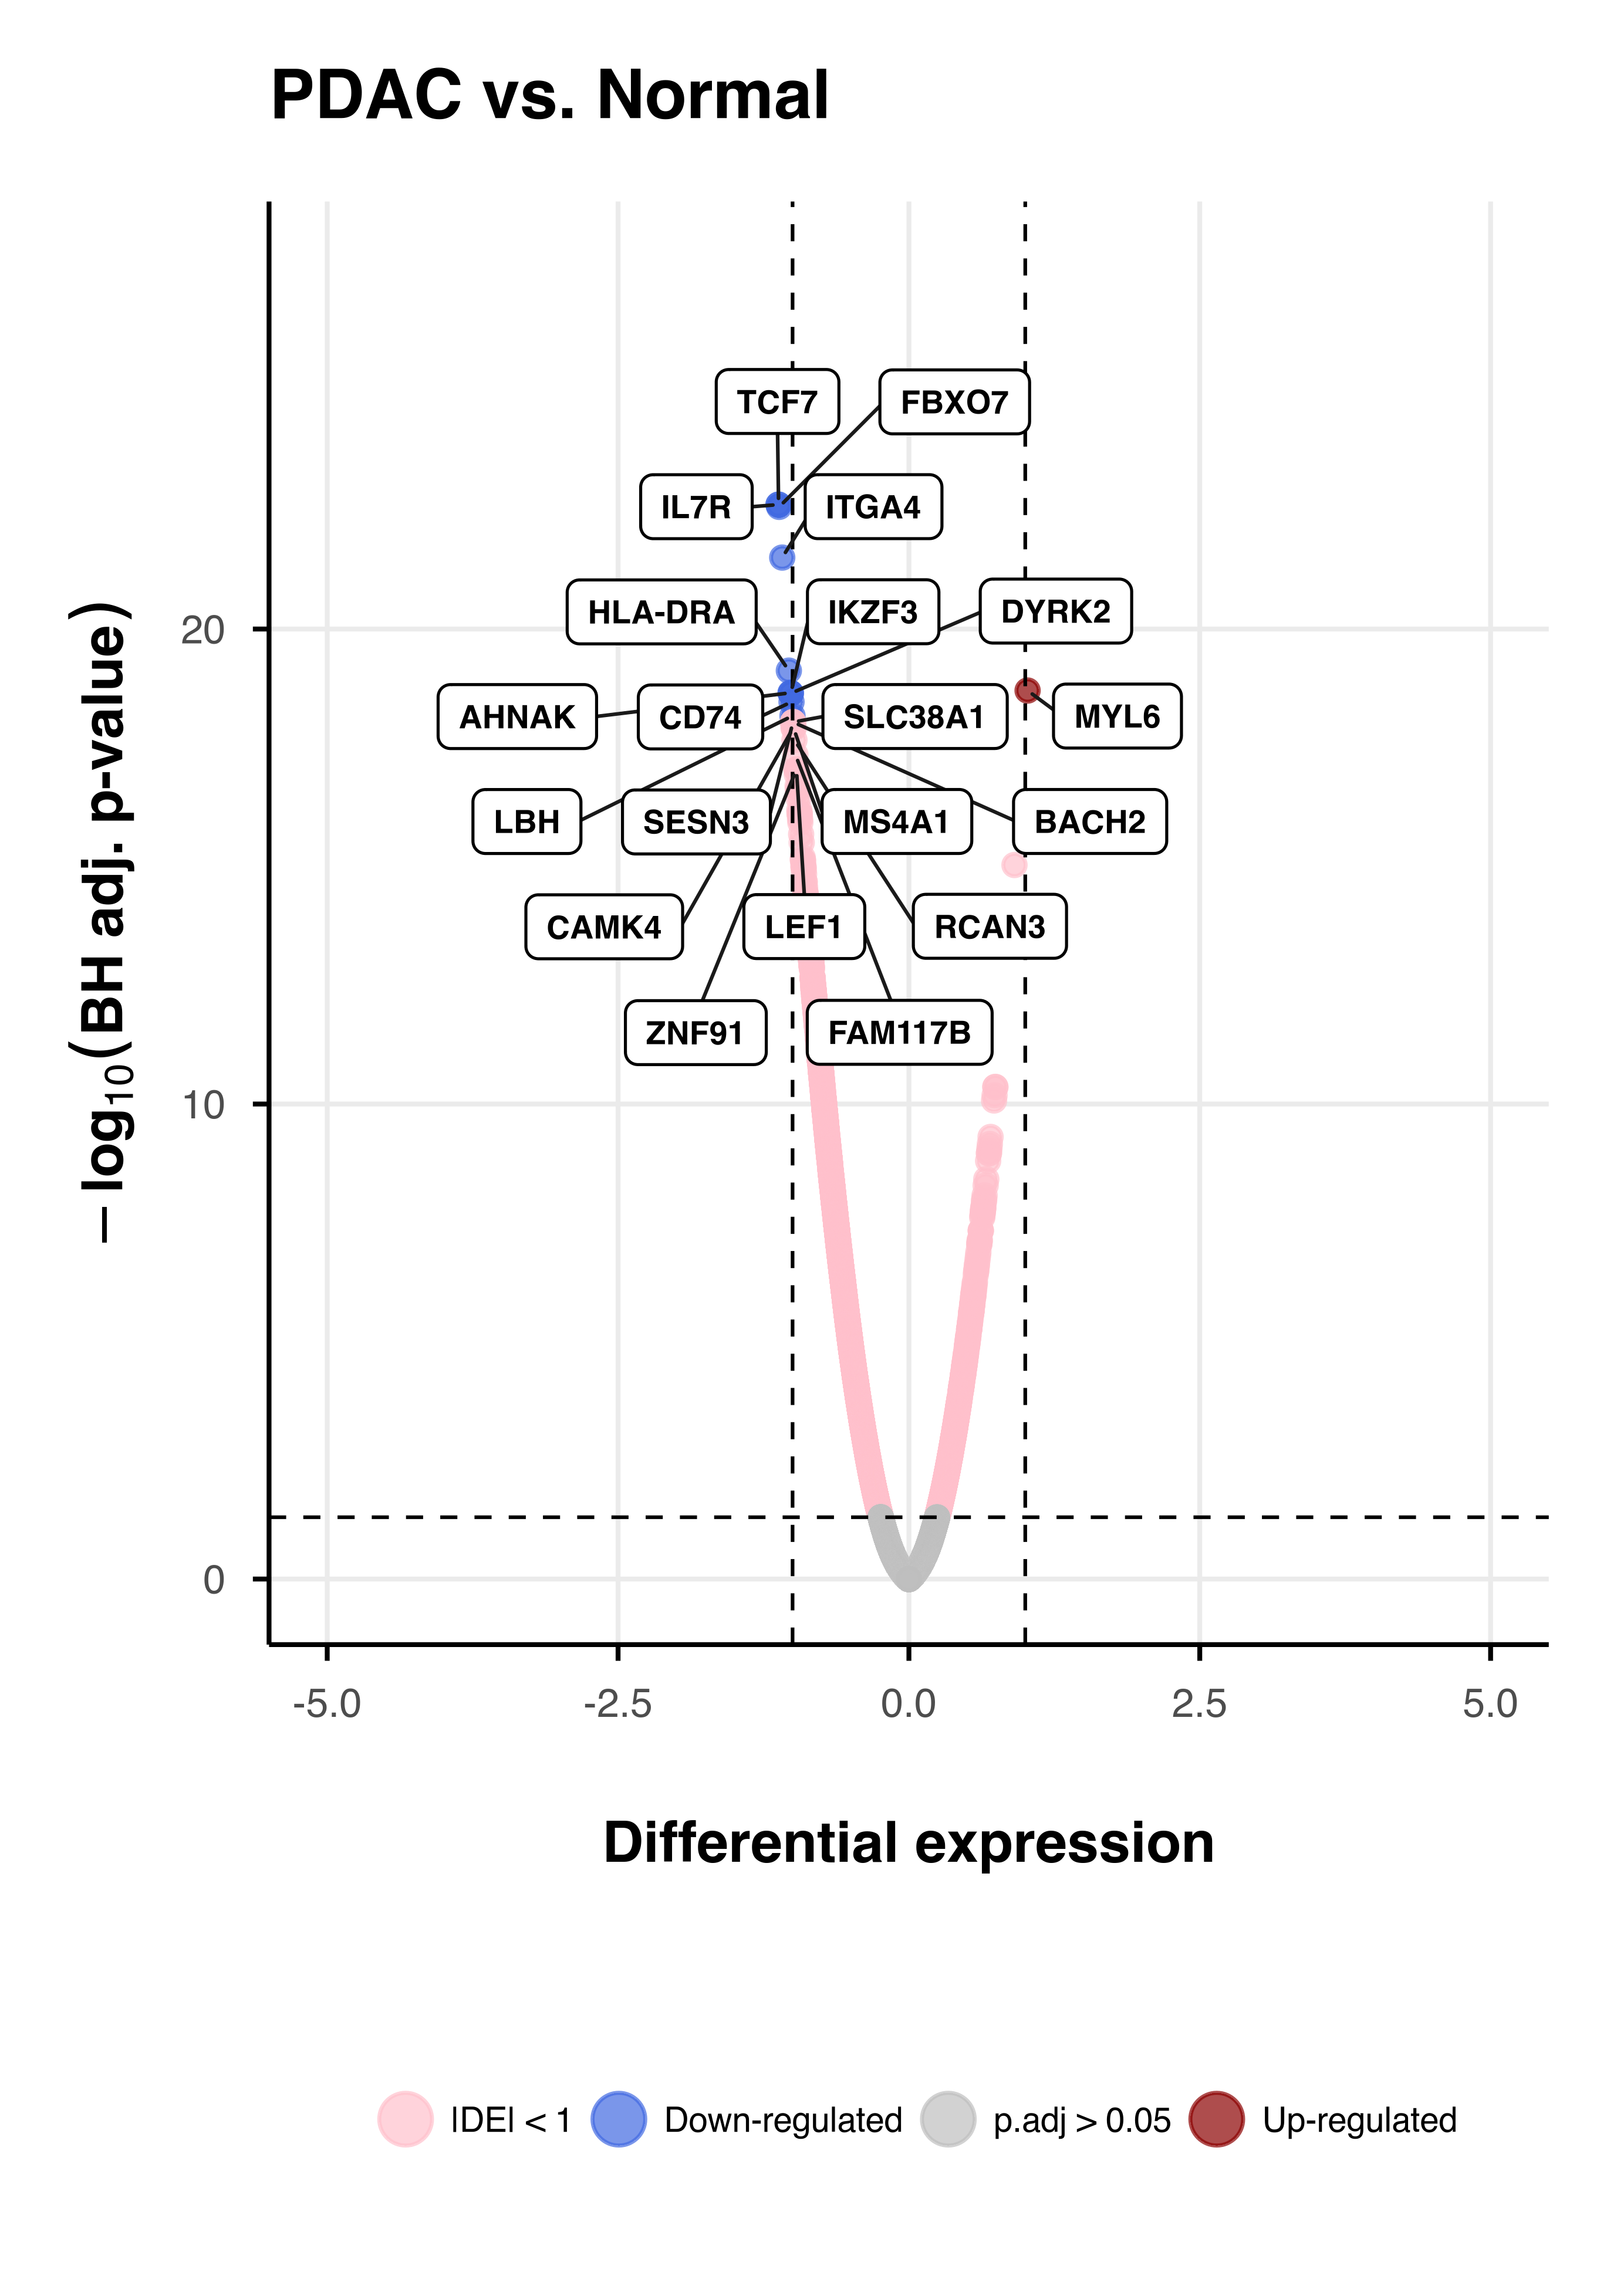 PDAC vs. Normal
TCF7 FBXO7
IL7R ITGA4
HLA-DRA IKZF3 DYRK2
AHNAK CD74 SLC38A1 MYL6
LBH SESN3 MS4A1 BACH2
CAMK4 LEF1 RCAN3
ZNF91 FAM117B
− log10(BH adj. p-value)
20
10
0
-5.0 -2.5 0.0 2.5 5.0
Differential expression
|DE| < 1 Down-regulated p.adj > 0.05 Up-regulated